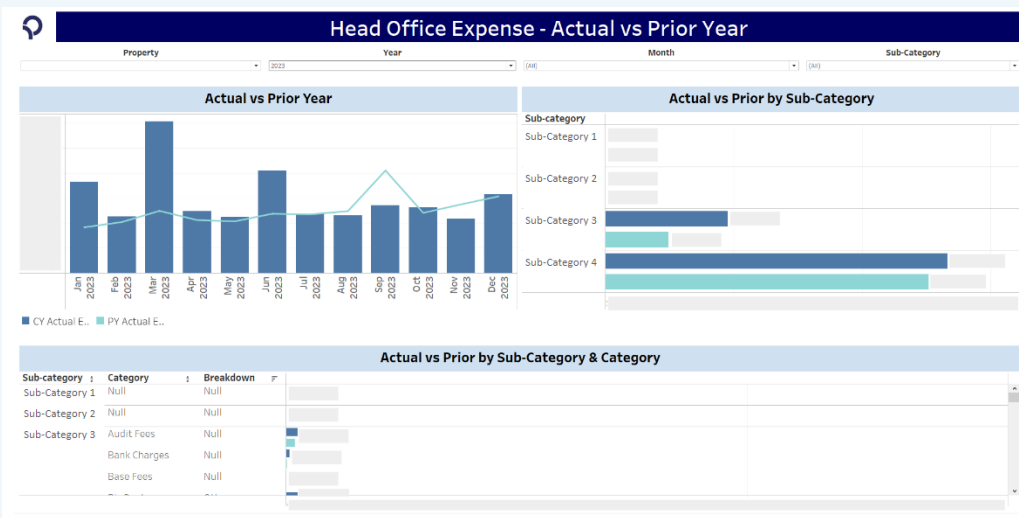 Head Office Expense - Actual vs Prior Year
Property Year Month Sub-Category
2023 (All) (All)
Actual vs Prior Year
Actual vs Prior by Sub-Category
Sub-category
Sub-Category 1
Sub-Category 2
Sub-Category 3
Sub-Category 4
Jan 2023
Feb 2023
Mar 2023
Apr 2023
May 2023
Jun 2023
Jul 2023
Aug 2023
Sep 2023
Oct 2023
Nov 2023
Dec 2023
CY Actual E.. PY Actual E..
Actual vs Prior by Sub-Category & Category
Sub-category Category Breakdown
Sub-Category 1 Null Null
Sub-Category 2 Null Null
Sub-Category 3 Audit Fees Null
Bank Charges Null
Base Fees Null